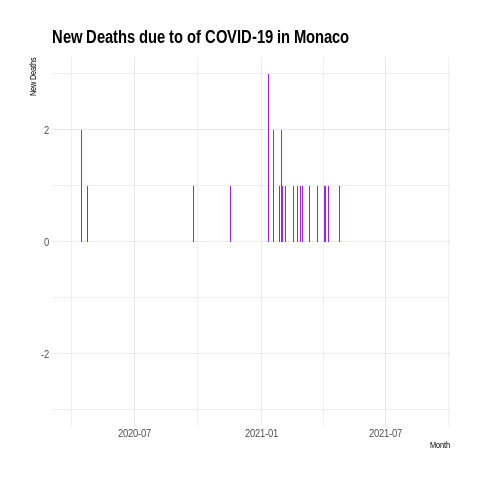 New Deaths due to of COVID-19 in Monaco
New Deaths
2
0
-2
2020-07 2021-01 2021-07
Month